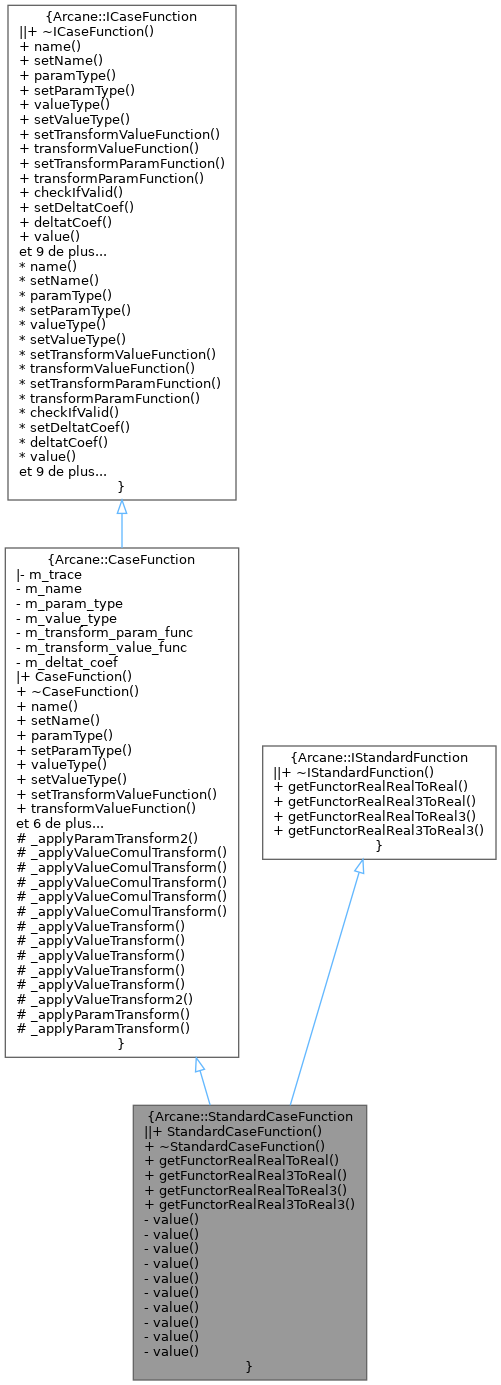 {Arcane::ICaseFunction
||+ ~ICaseFunction()
+ name()
+ setName()
+ paramType()
+ setParamType()
+ valueType()
+ setValueType()
+ setTransformValueFunction()
+ transformValueFunction()
+ setTransformParamFunction()
+ transformParamFunction()
+ checkIfValid()
+ setDeltatCoef()
+ deltatCoef()
+ value()
et 9 de plus...
* name()
* setName()
* paramType()
* setParamType()
* valueType()
* setValueType()
* setTransformValueFunction()
* transformValueFunction()
* setTransformParamFunction()
* transformParamFunction()
* checkIfValid()
* setDeltatCoef()
* deltatCoef()
* value()
et 9 de plus...
}
{Arcane::CaseFunction
|- m_trace
- m_name
- m_param_type
- m_value_type
- m_transform_param_func
- m_transform_value_func
- m_deltat_coef
|+ CaseFunction()
+ ~CaseFunction()
+ name()
+ setName()
+ paramType()
+ setParamType()
+ valueType()
+ setValueType()
+ setTransformValueFunction()
+ transformValueFunction()
et 6 de plus...
# _applyParamTransform2()
# _applyValueComulTransform()
# _applyValueComulTransform()
# _applyValueComulTransform()
# _applyValueComulTransform()
# _applyValueComulTransform()
# _applyValueTransform()
# _applyValueTransform()
# _applyValueTransform()
# _applyValueTransform()
# _applyValueTransform()
# _applyValueTransform2()
# _applyParamTransform()
# _applyParamTransform()
}
{Arcane::IStandardFunction
||+ ~IStandardFunction()
+ getFunctorRealRealToReal()
+ getFunctorRealReal3ToReal()
+ getFunctorRealRealToReal3()
+ getFunctorRealReal3ToReal3()
}
{Arcane::StandardCaseFunction
||+ StandardCaseFunction()
+ ~StandardCaseFunction()
+ getFunctorRealRealToReal()
+ getFunctorRealReal3ToReal()
+ getFunctorRealRealToReal3()
+ getFunctorRealReal3ToReal3()
- value()
- value()
- value()
- value()
- value()
- value()
- value()
- value()
- value()
- value()
}